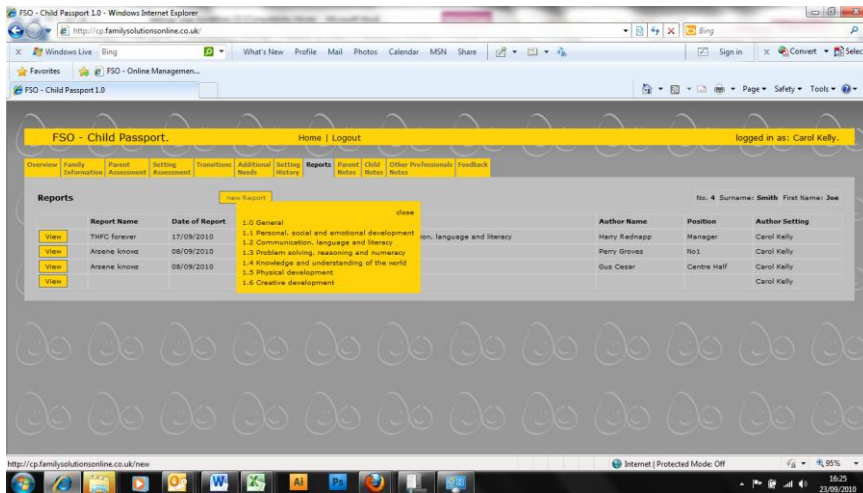 FSO - Child Passport 1.0 - Windows Internet Explorer
http://cp.familysolutionsonline.co.uk/ Bing
x Windows Live Bing What's New Profile Mail Photos Calendar MSN Share Sign in x Convert Selec
Favorites FSO - Online Managemen...
FSO - Child Passport 1.0 Page Safety Tools
FSO - Child Passport. Home | Logout logged in as: Carol Kelly.
Overview Family Information Parent Assessment Setting Assessment Transitions Additional Needs Setting History Reports Parent Notes Child Notes Other Professionals Notes Feedback
Reports new Report No. 4 Surname: Smith First Name: Joe
close
1.0 General
1.1 Personal, social and emotional development
1.2 Communication, language and literacy
1.3 Problem solving, reasoning and numeracy
1.4 Knowledge and understanding of the world
1.5 Physical development
1.6 Creative development
Report Name Date of Report Author Name Position Author Setting
View THFC forever 17/09/2010 ion, language and literacy Harry Rednapp Manager Carol Kelly
View Arsene knows 08/09/2010 Perry Groves No1 Carol Kelly
View Arsene knows 08/09/2010 Gus Cesar Centre Half Carol Kelly
View Carol Kelly
http://cp.familysolutionsonline.co.uk/new Internet | Protected Mode: Off 95%
16:25
23/09/2010